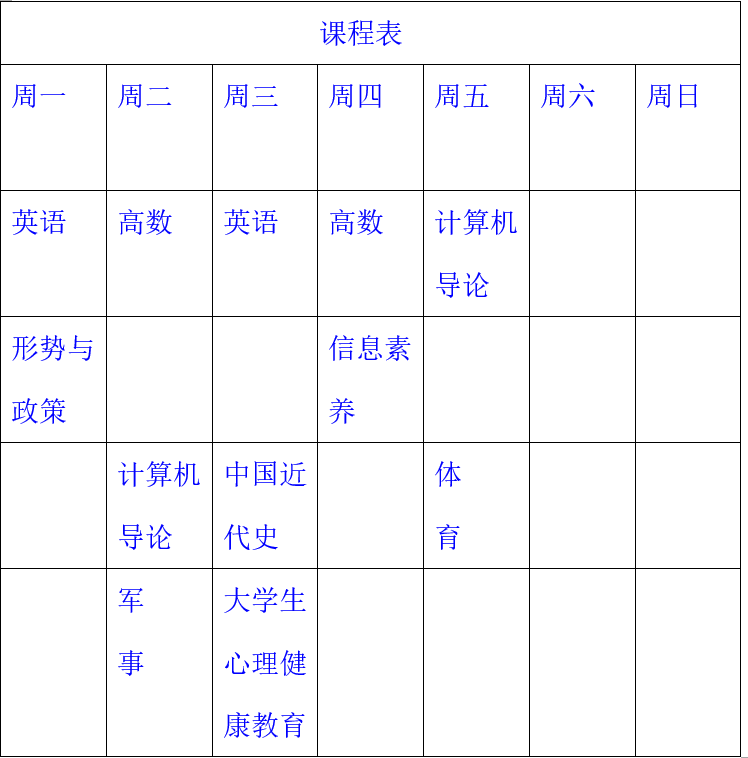 课程表
周一 周二 周三 周四 周五 周六 周日
英语 高数 英语 高数 计算机
导论
形势与
政策 信息素
养
计算机
导论 中国近
代史 体
育
军
事 大学生
心理健
康教育